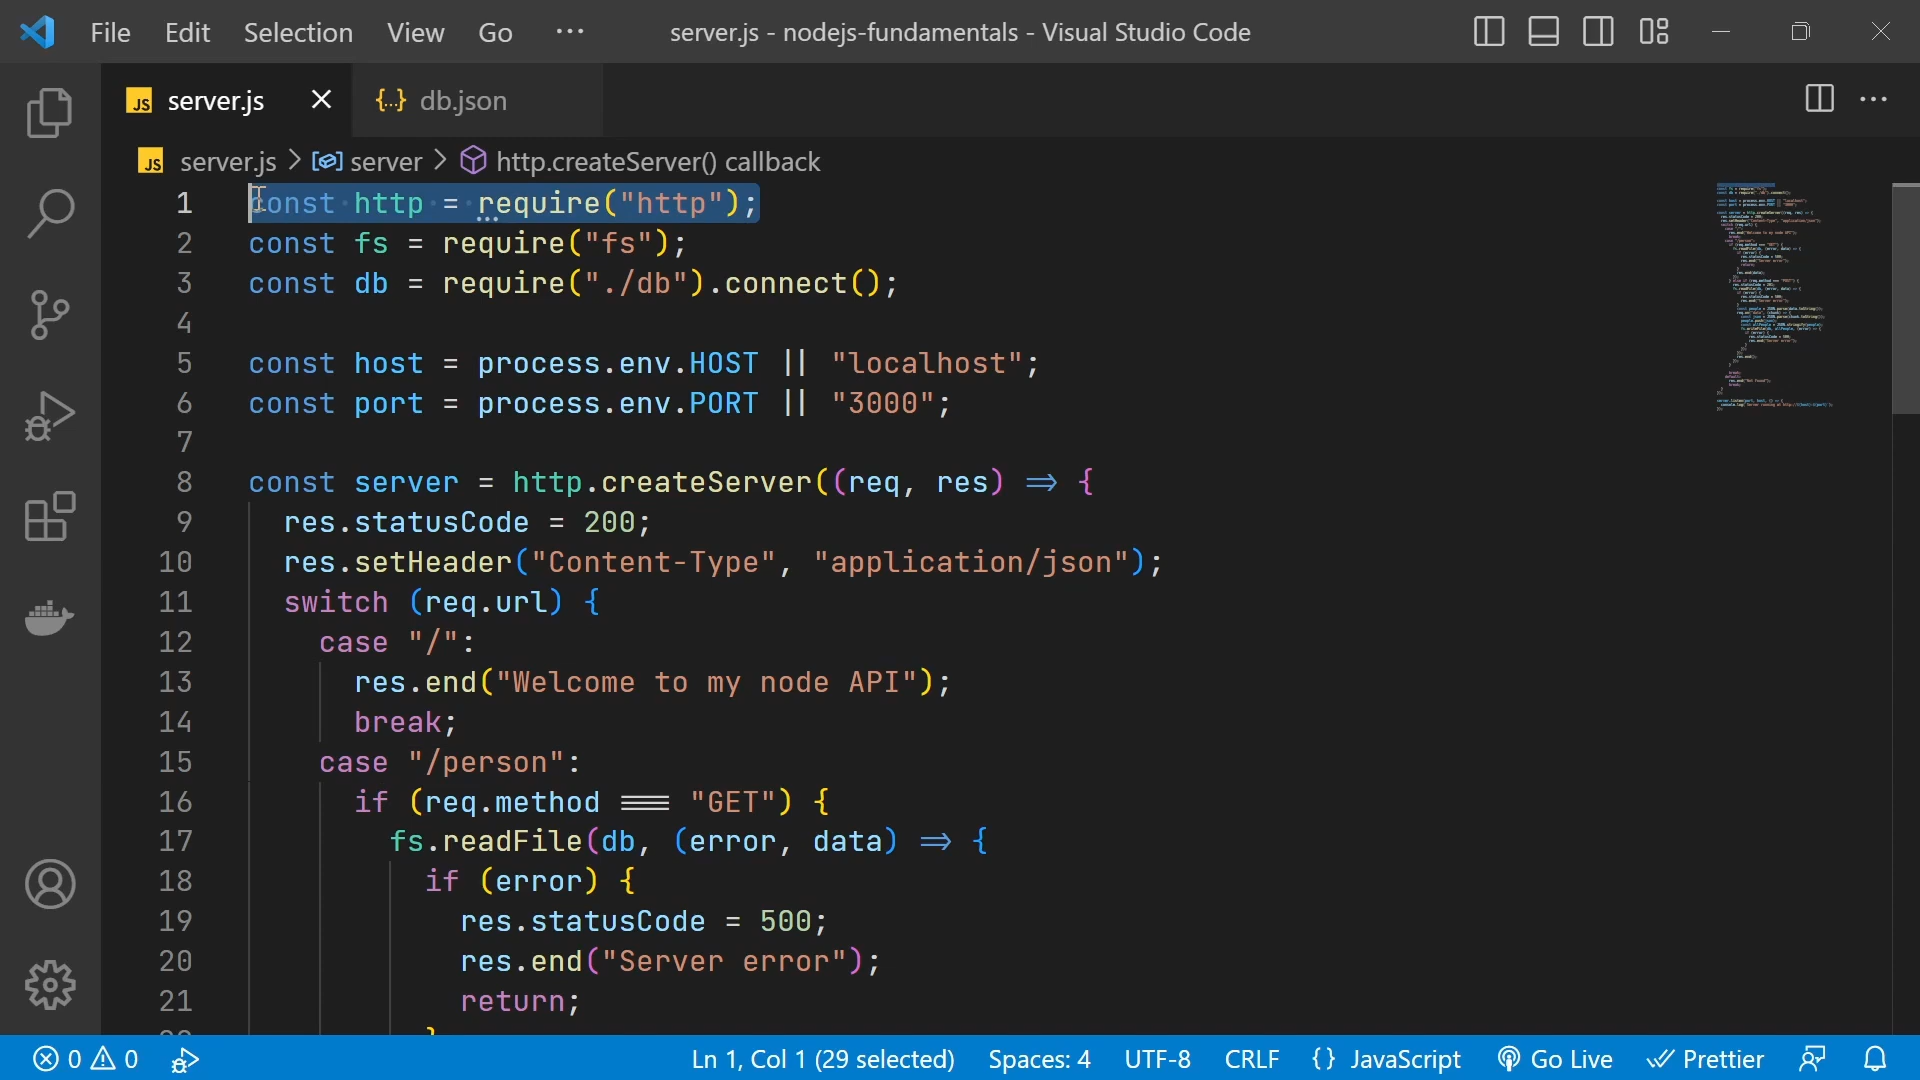 File Edit Selection View Go ··· server.js - nodejs-fundamentals - Visual Studio Code
JS server.js {..} db.json
JS server.js > server > http.createServer() callback
1 const http = require("http");
2 const fs = require("fs");
3 const db = require("./db").connect();
4
5 const host = process.env.HOST || "localhost";
6 const port = process.env.PORT || "3000";
7
8 const server = http.createServer((req, res) => {
9 res.statusCode = 200;
10 res.setHeader("Content-Type", "application/json");
11 switch (req.url) {
12 case "/":
13 res.end("Welcome to my node API");
14 break;
15 case "/person":
16 if (req.method === "GET") {
17 fs.readFile(db, (error, data) => {
18 if (error) {
19 res.statusCode = 500;
20 res.end("Server error");
21 return;
0 0 Ln 1, Col 1 (29 selected) Spaces: 4 UTF-8 CRLF {} JavaScript Go Live Prettier